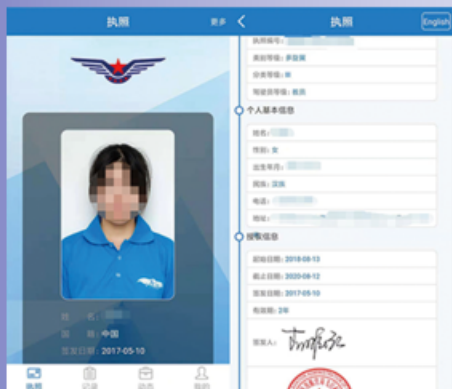 执照
更多
姓 名:
国 籍: 中国
签发日期: 2017-05-10
执照
记录
动态
我的
执照
English
执照编号:
类别等级: 多旋翼
分类等级: III
驾驶员等级: 教员
个人基本信息
姓名:
性别: 女
出生年月:
民族: 汉族
电话:
地址:
授权信息
起始日期: 2018-08-13
截止日期: 2020-08-12
签发日期: 2017-05-10
有效期: 2年
签发人: